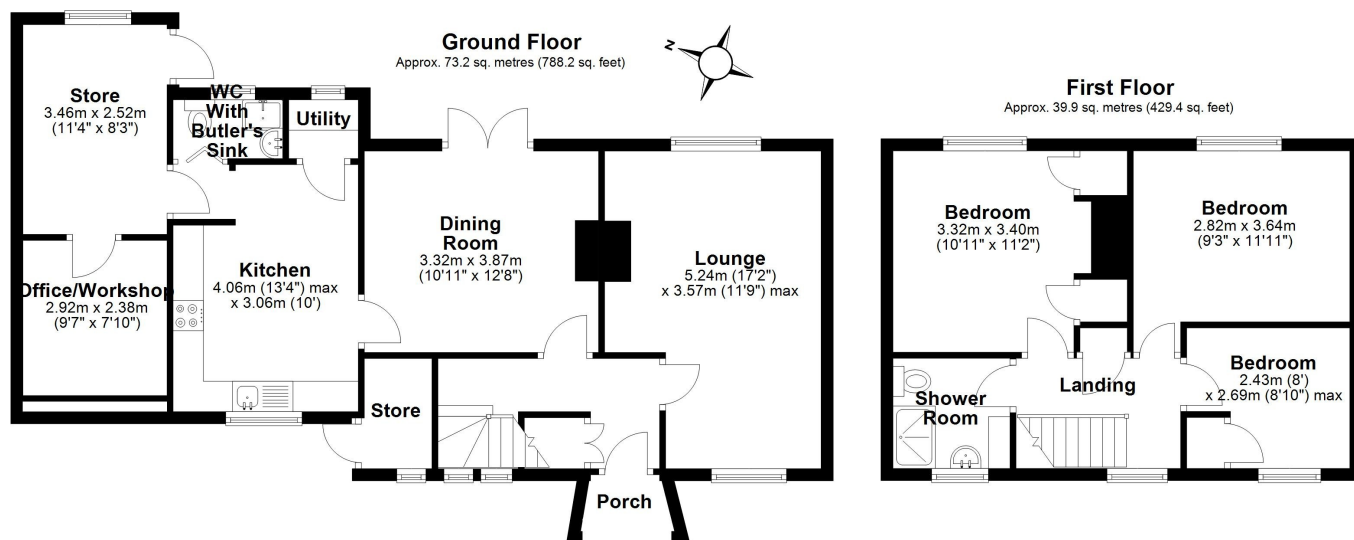 Ground Floor
Approx. 73.2 sq. metres (788.2 sq. feet)
N
Store
3.46m x 2.52m
(11'4" x 8'3")
WC
With
Butler's
Sink
Utility
Office/Workshop
2.92m x 2.38m
(9'7" x 7'10")
Kitchen
4.06m (13'4") max
x 3.06m (10')
Dining
Room
3.32m x 3.87m
(10'11" x 12'8")
Lounge
5.24m (17'2")
x 3.57m (11'9") max
Store
Porch
First Floor
Approx. 39.9 sq. metres (429.4 sq. feet)
Bedroom
3.32m x 3.40m
(10'11" x 11'2")
Bedroom
2.82m x 3.64m
(9'3" x 11'11")
Bedroom
2.43m (8')
x 2.69m (8'10") max
Landing
Shower
Room